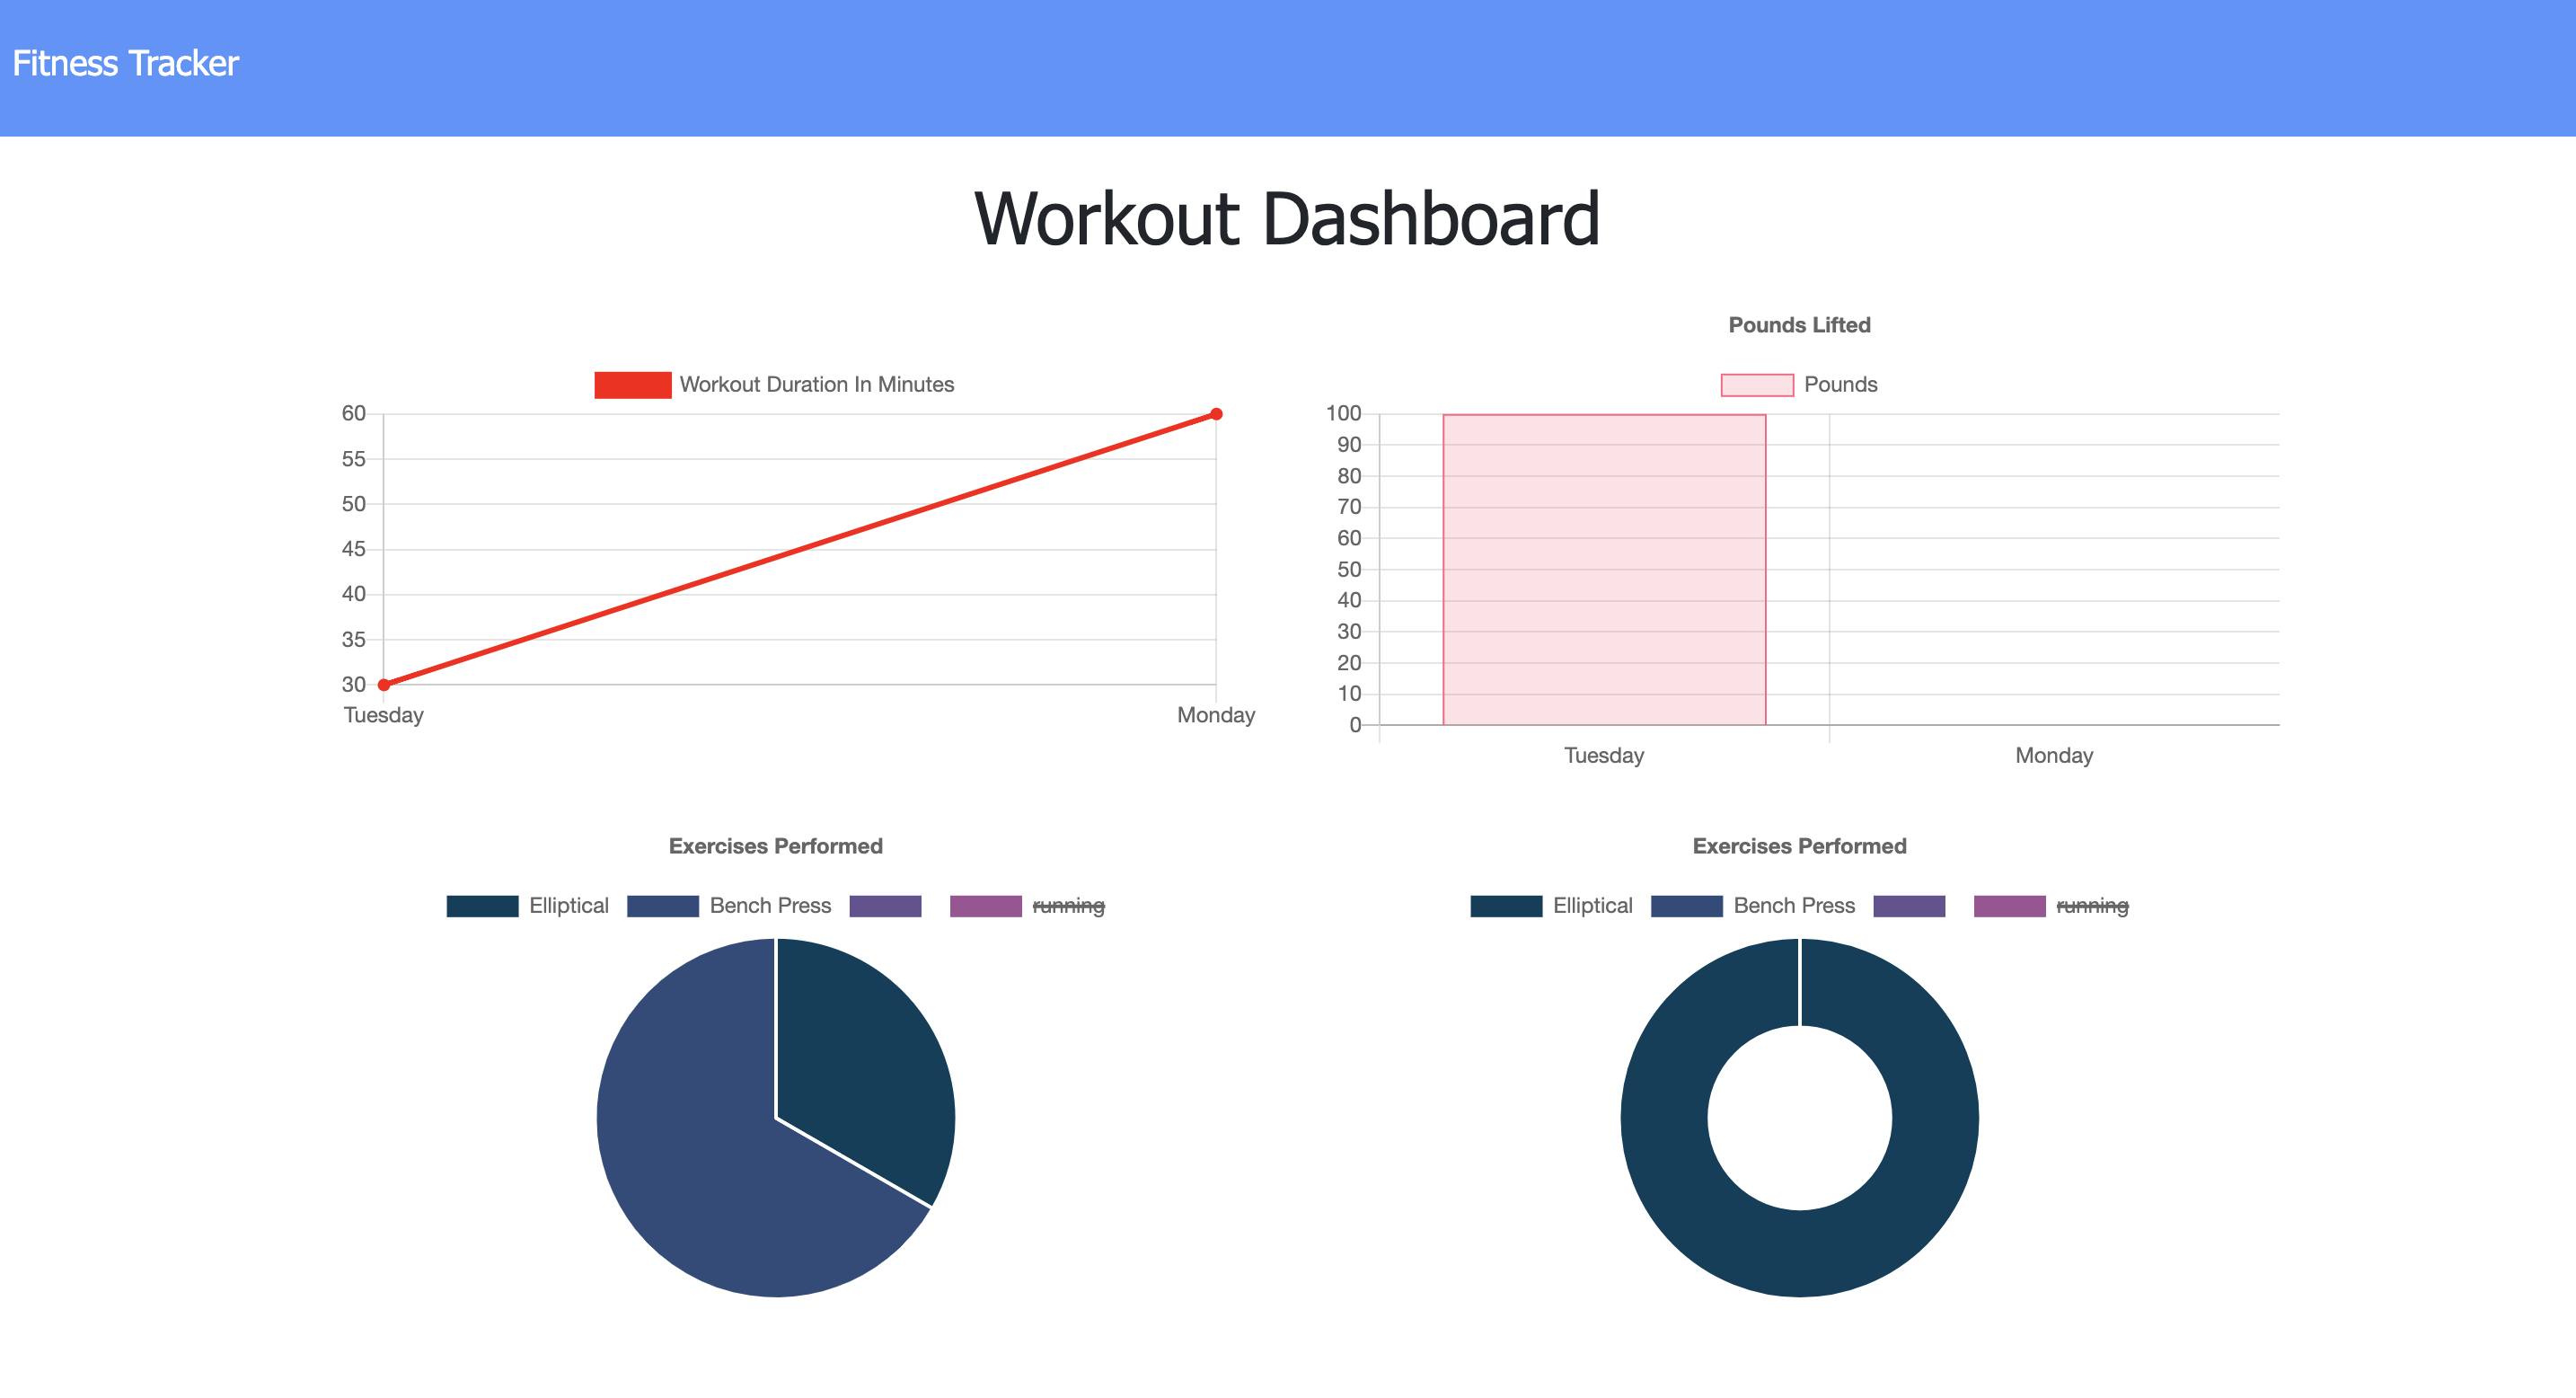 Fitness Tracker
Workout Dashboard
Workout Duration In Minutes
60
55
50
45
40
35
30
Tuesday Monday
Pounds Lifted
Pounds
100
90
80
70
60
50
40
30
20
10
0
Tuesday Monday
Exercises Performed
Elliptical Bench Press running
Exercises Performed
Elliptical Bench Press running